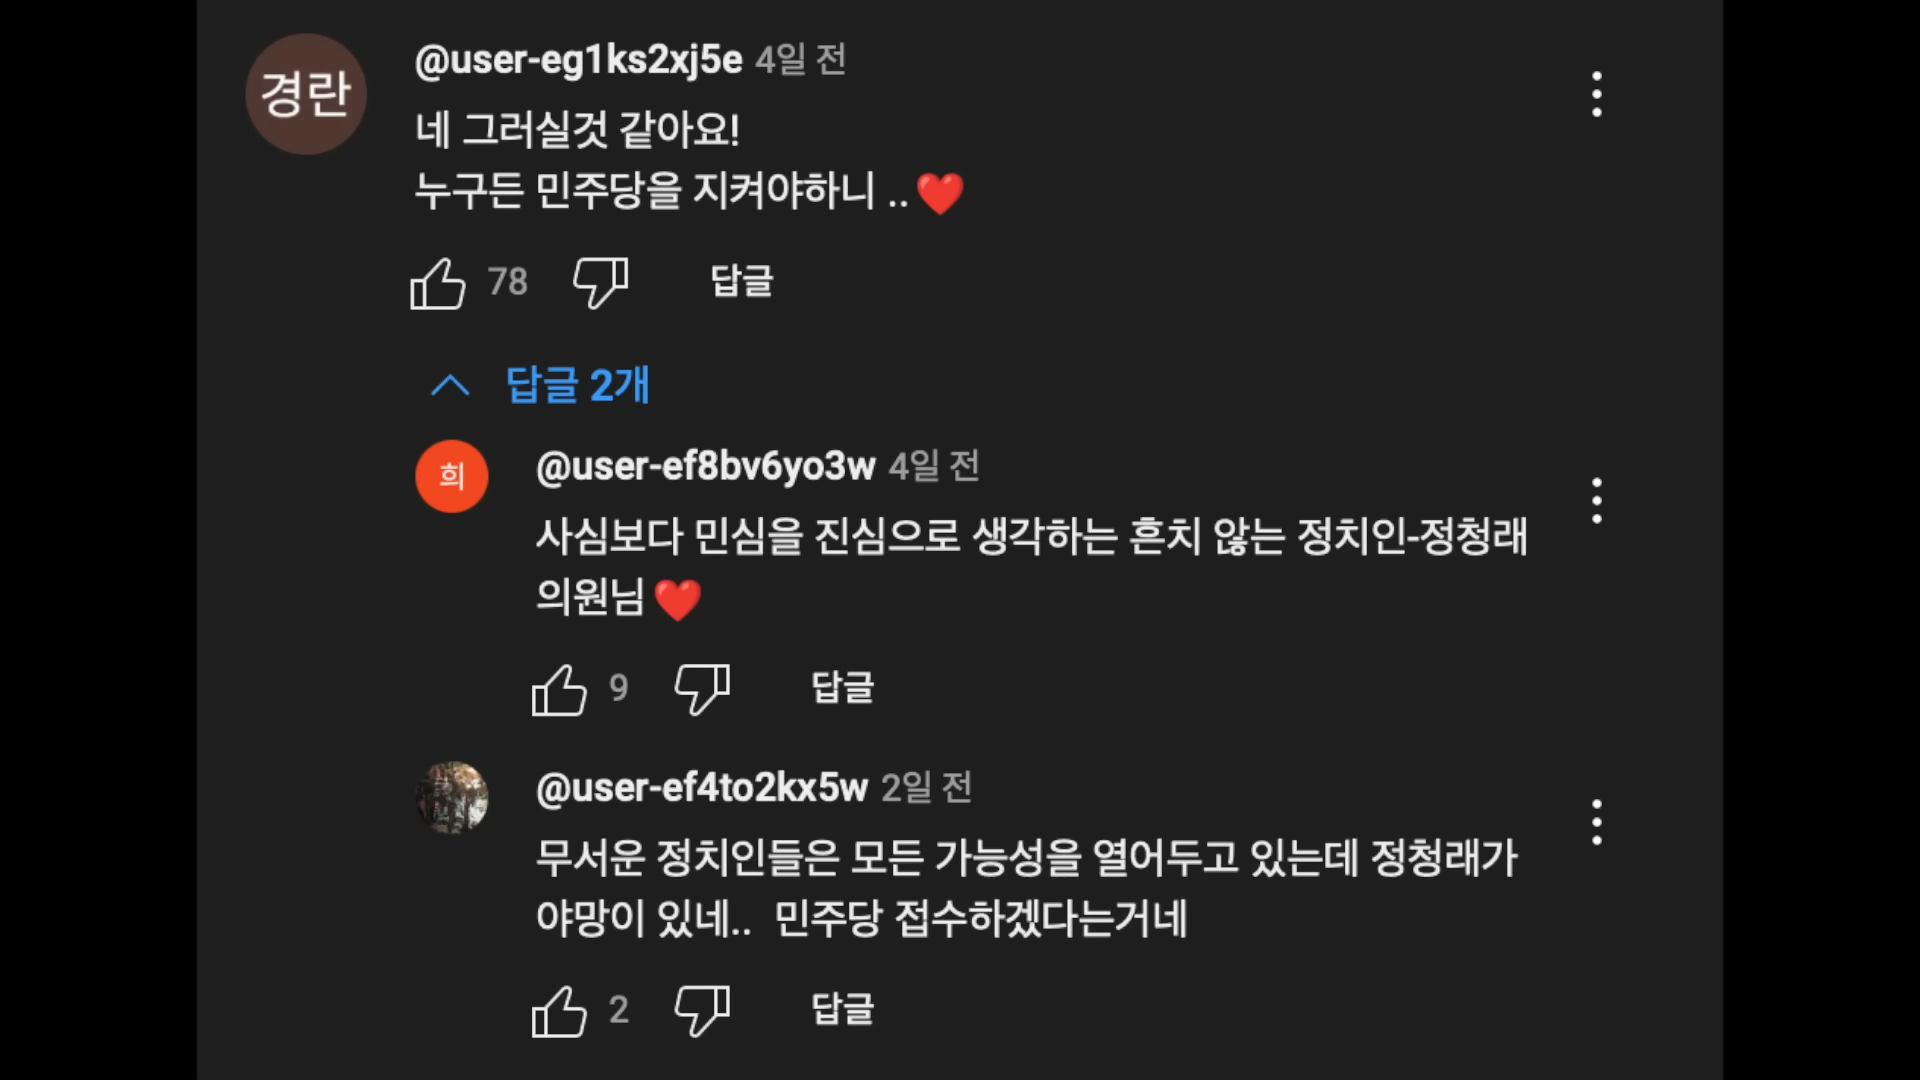 경란
@user-eg1ks2xj5e 4일 전
네 그러실것 같아요!
누구든 민주당을 지켜야하니 ..❤️
78 답글
답글 2개
희
@user-ef8bv6yo3w 4일 전
사심보다 민심을 진심으로 생각하는 흔치 않는 정치인-정청래
의원님❤️
9 답글
@user-ef4to2kx5w 2일 전
무서운 정치인들은 모든 가능성을 열어두고 있는데 정청래가
야망이 있네.. 민주당 접수하겠다는거네
2 답글